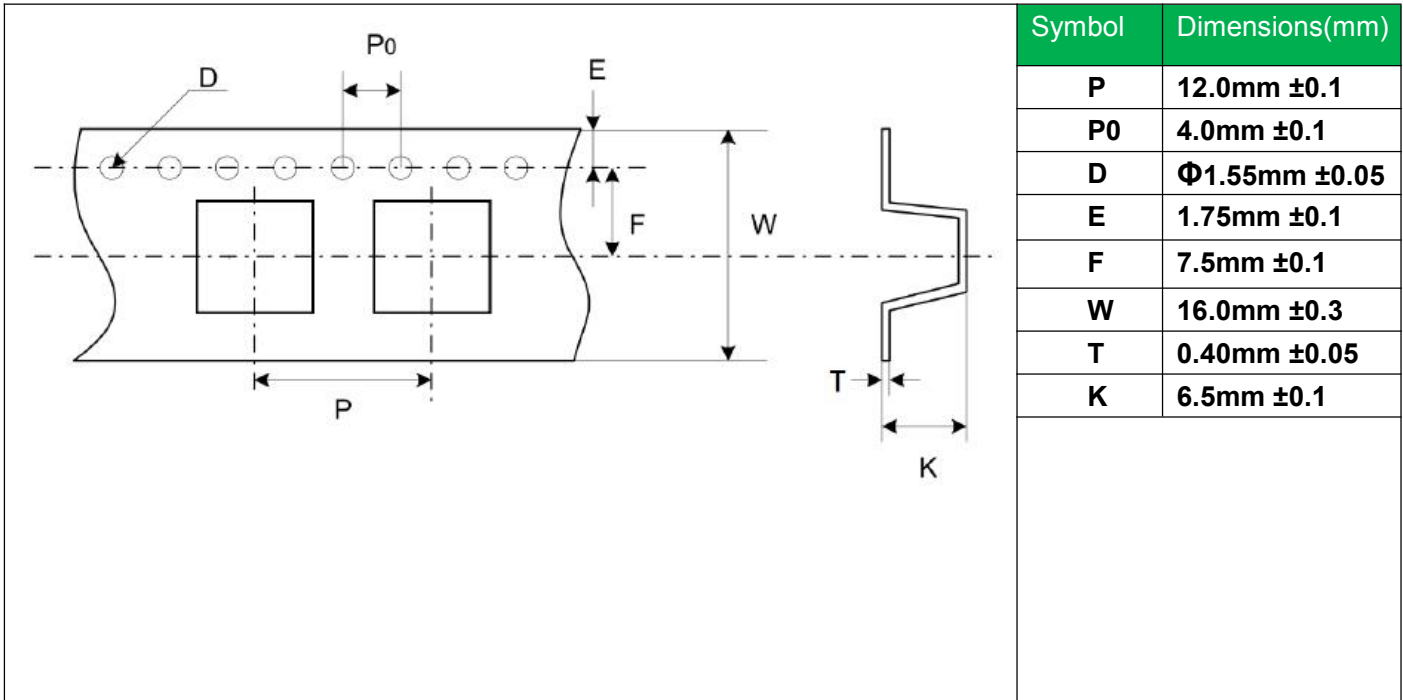 P0
D
E
F
W
T
P
K
Symbol Dimensions(mm)
P 12.0mm ±0.1
P0 4.0mm ±0.1
D Φ1.55mm ±0.05
E 1.75mm ±0.1
F 7.5mm ±0.1
W 16.0mm ±0.3
T 0.40mm ±0.05
K 6.5mm ±0.1